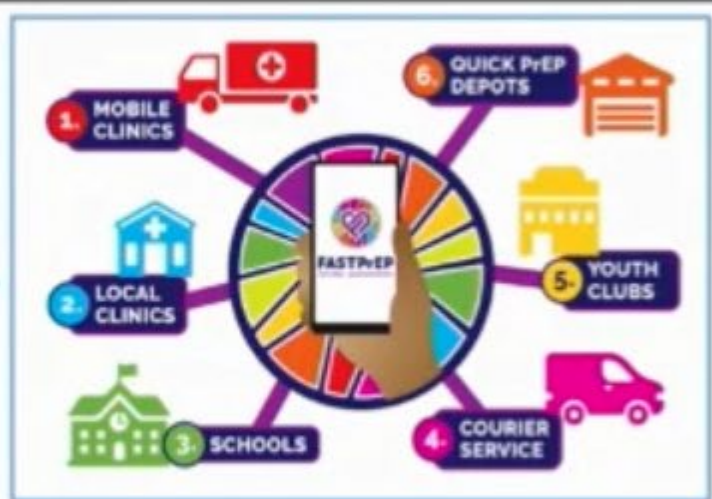 1. MOBILE
CLINICS
2. LOCAL
CLINICS
3. SCHOOLS
4. COURIER
SERVICE
5. YOUTH
CLUBS
6. QUICK PrEP
DEPOTS
FASTPrEP